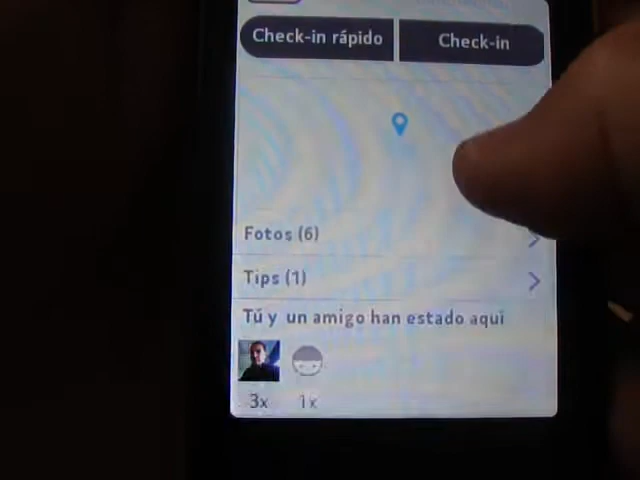 Check-in rápido Check-in
Fotos (6)
Tips (1)
Tú y un amigo han estado aquí
3x 1x